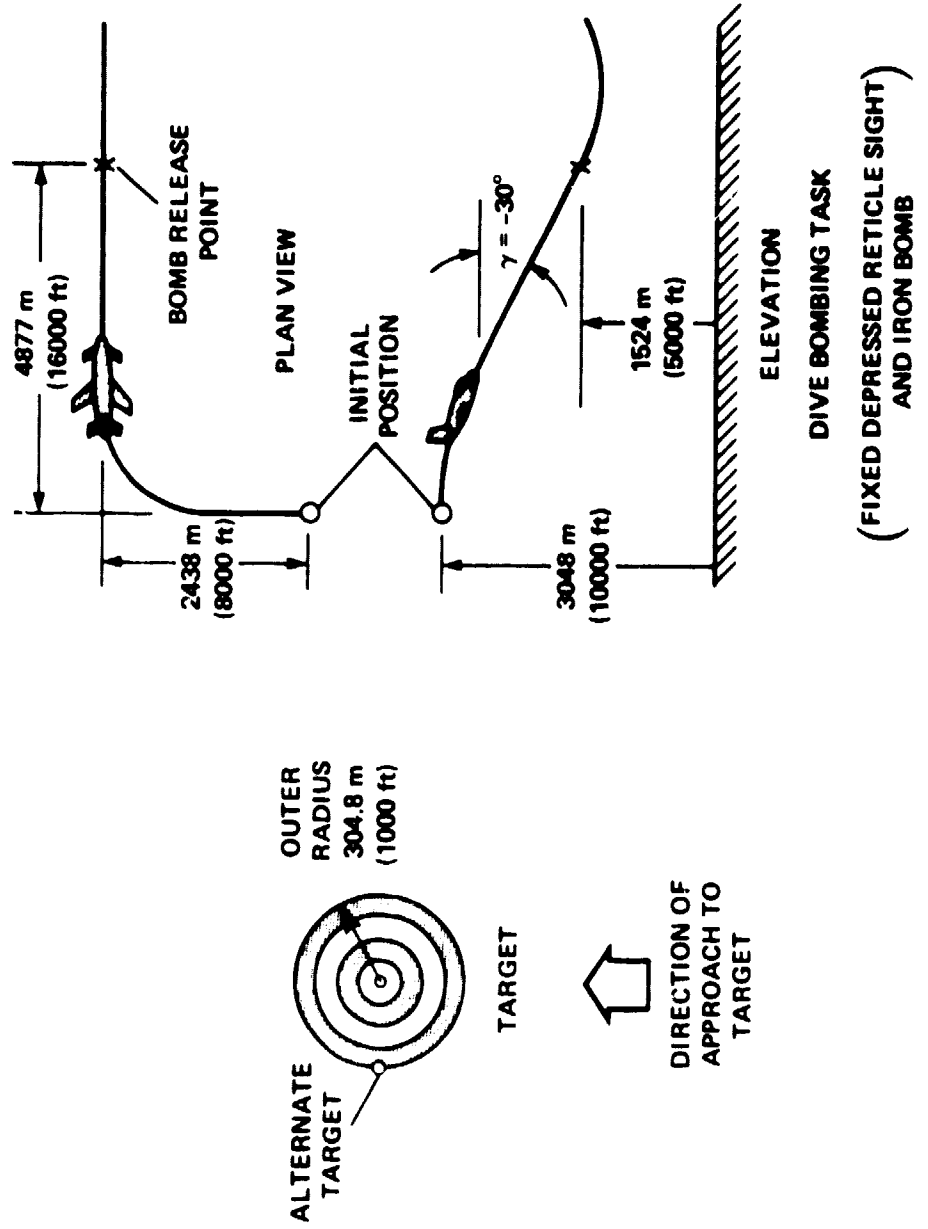 4877 m
(16000 ft)
BOMB RELEASE
POINT
PLAN VIEW
2438 m
(8000 ft)
INITIAL
POSITION
γ = -30°
3048 m
(10000 ft)
1524 m
(5000 ft)
ELEVATION
DIVE BOMBING TASK
(FIXED DEPRESSED RETICLE SIGHT
AND IRON BOMB)
OUTER
RADIUS
304.8 m
(1000 ft)
ALTERNATE
TARGET
TARGET
DIRECTION OF
APPROACH TO
TARGET